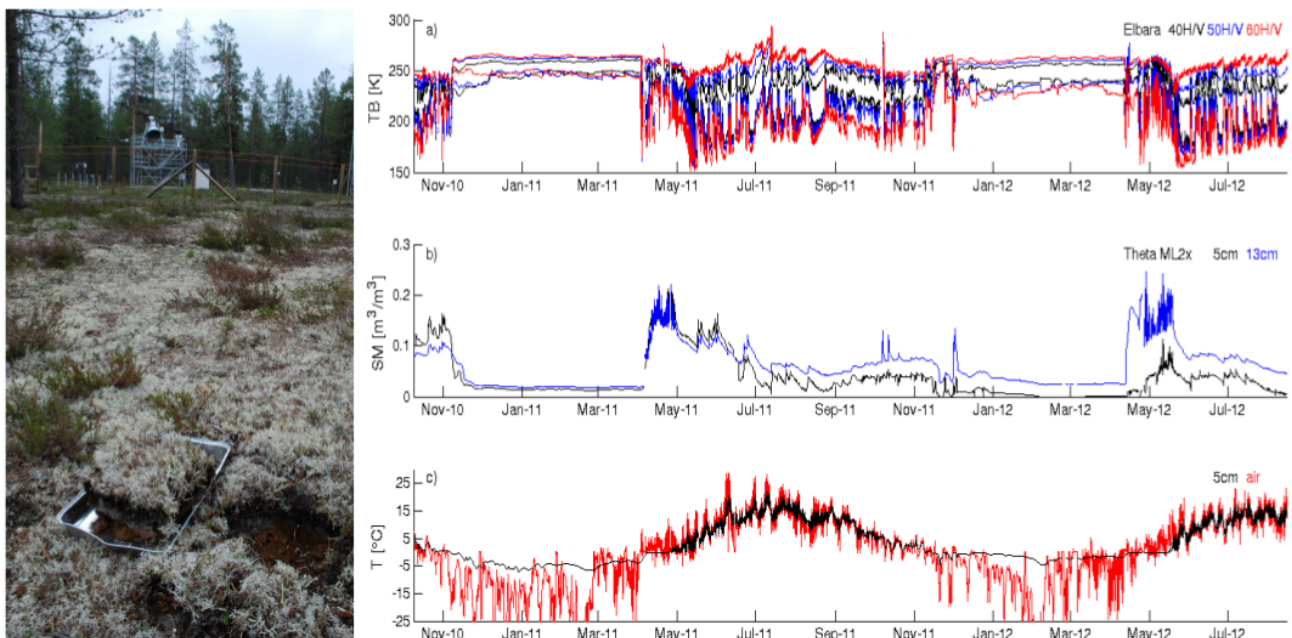 a)
Elbara 40H/V 50H/V 60H/V
TB [K]
300
250
200
150
Nov-10 Jan-11 Mar-11 May-11 Jul-11 Sep-11 Nov-11 Jan-12 Mar-12 May-12 Jul-12
b)
Theta ML2x 5cm 13cm
SM [m³/m³]
0.3
0.2
0.1
0
Nov-10 Jan-11 Mar-11 May-11 Jul-11 Sep-11 Nov-11 Jan-12 Mar-12 May-12 Jul-12
c)
5cm air
T [°C]
25
15
5
-5
-15
-25
Nov-10 Jan-11 Mar-11 May-11 Jul-11 Sep-11 Nov-11 Jan-12 Mar-12 May-12 Jul-12